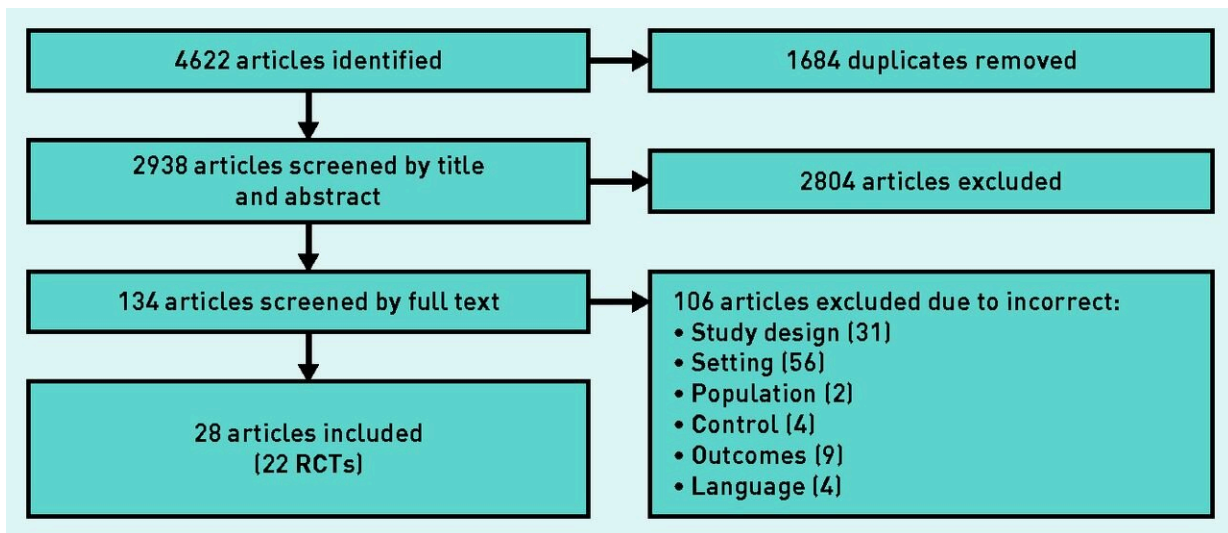 4622 articles identified
1684 duplicates removed
2938 articles screened by title
and abstract
2804 articles excluded
134 articles screened by full text
106 articles excluded due to incorrect:
• Study design (31)
• Setting (56)
• Population (2)
• Control (4)
• Outcomes (9)
• Language (4)
28 articles included
(22 RCTs)